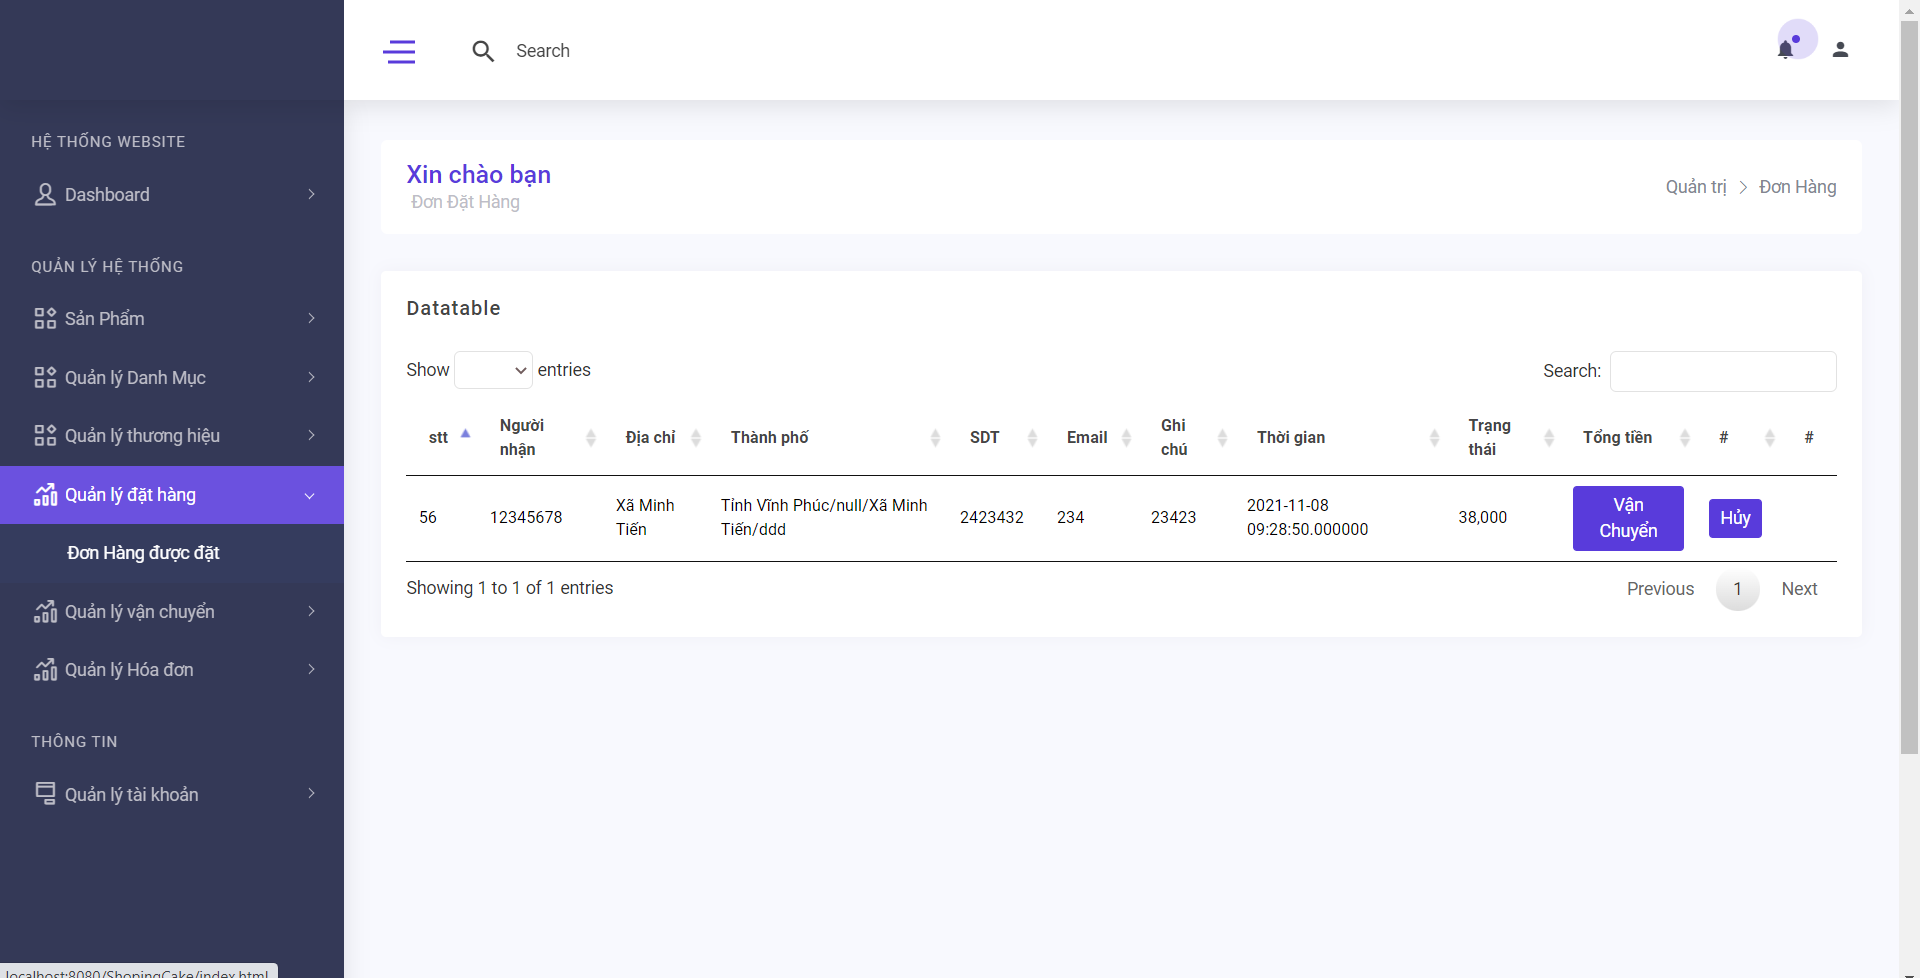 Search
HỆ THỐNG WEBSITE
Dashboard
QUẢN LÝ HỆ THỐNG
Sản Phẩm
Quản lý Danh Mục
Quản lý thương hiệu
Quản lý đặt hàng
Đơn Hàng được đặt
Quản lý vận chuyển
Quản lý Hóa đơn
THÔNG TIN
Quản lý tài khoản
Xin chào bạn
Đơn Đặt Hàng
Quản trị > Đơn Hàng
Datatable
Show entries
Search:
stt Người nhận Địa chỉ Thành phố SDT Email Ghi chú Thời gian Trạng thái Tổng tiền # #
56 12345678 Xã Minh Tiến Tỉnh Vĩnh Phúc/null/Xã Minh Tiến/ddd 2423432 234 23423 2021-11-08 09:28:50.000000 38,000 Vận Chuyển Hủy
Showing 1 to 1 of 1 entries
Previous 1 Next
localhost:8080/ShopingCake/index.html